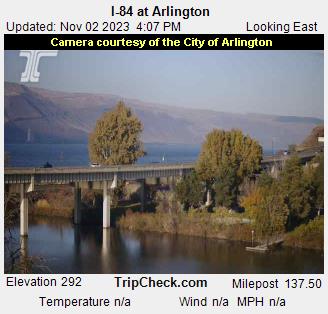 I-84 at Arlington
Updated: Nov 02 2023 4:07 PM Looking East
Camera courtesy of the City of Arlington
Elevation 292 TripCheck.com Milepost 137.50
Temperature n/a Wind n/a MPH n/a